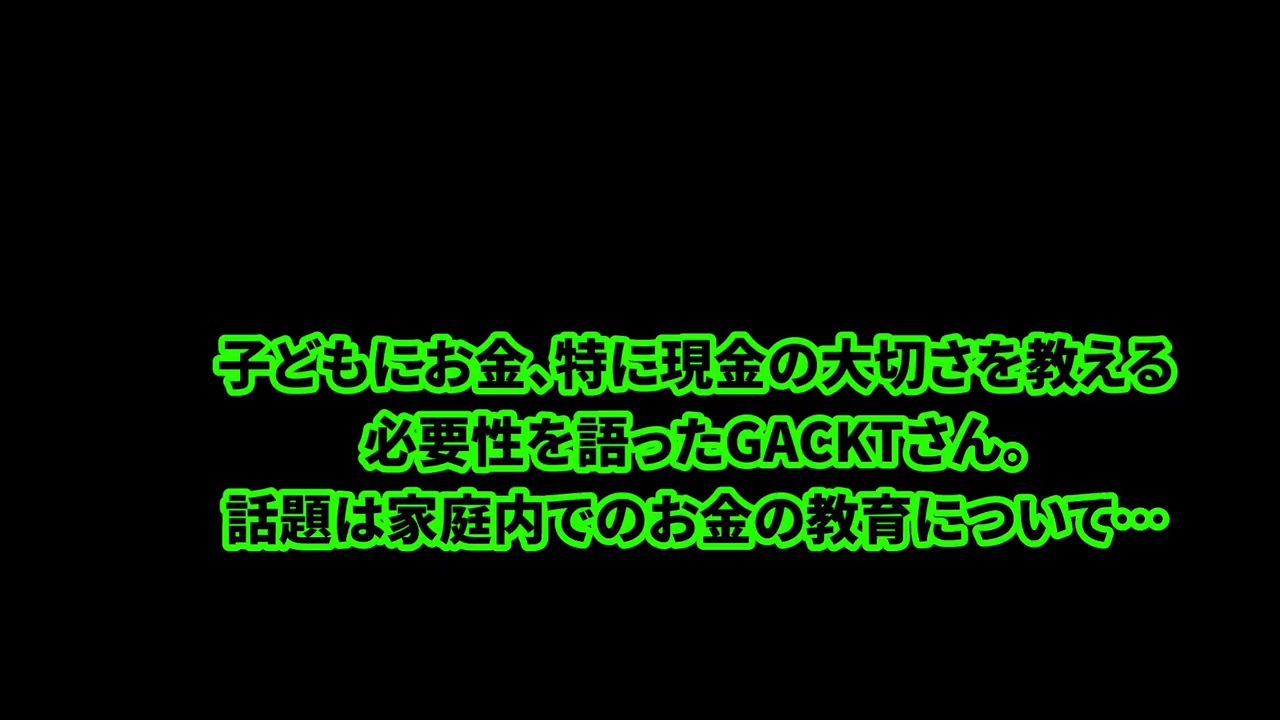 子どもにお金、特に現金の大切さを教える
必要性を語ったGACKTさん。
話題は家庭内でのお金の教育について…